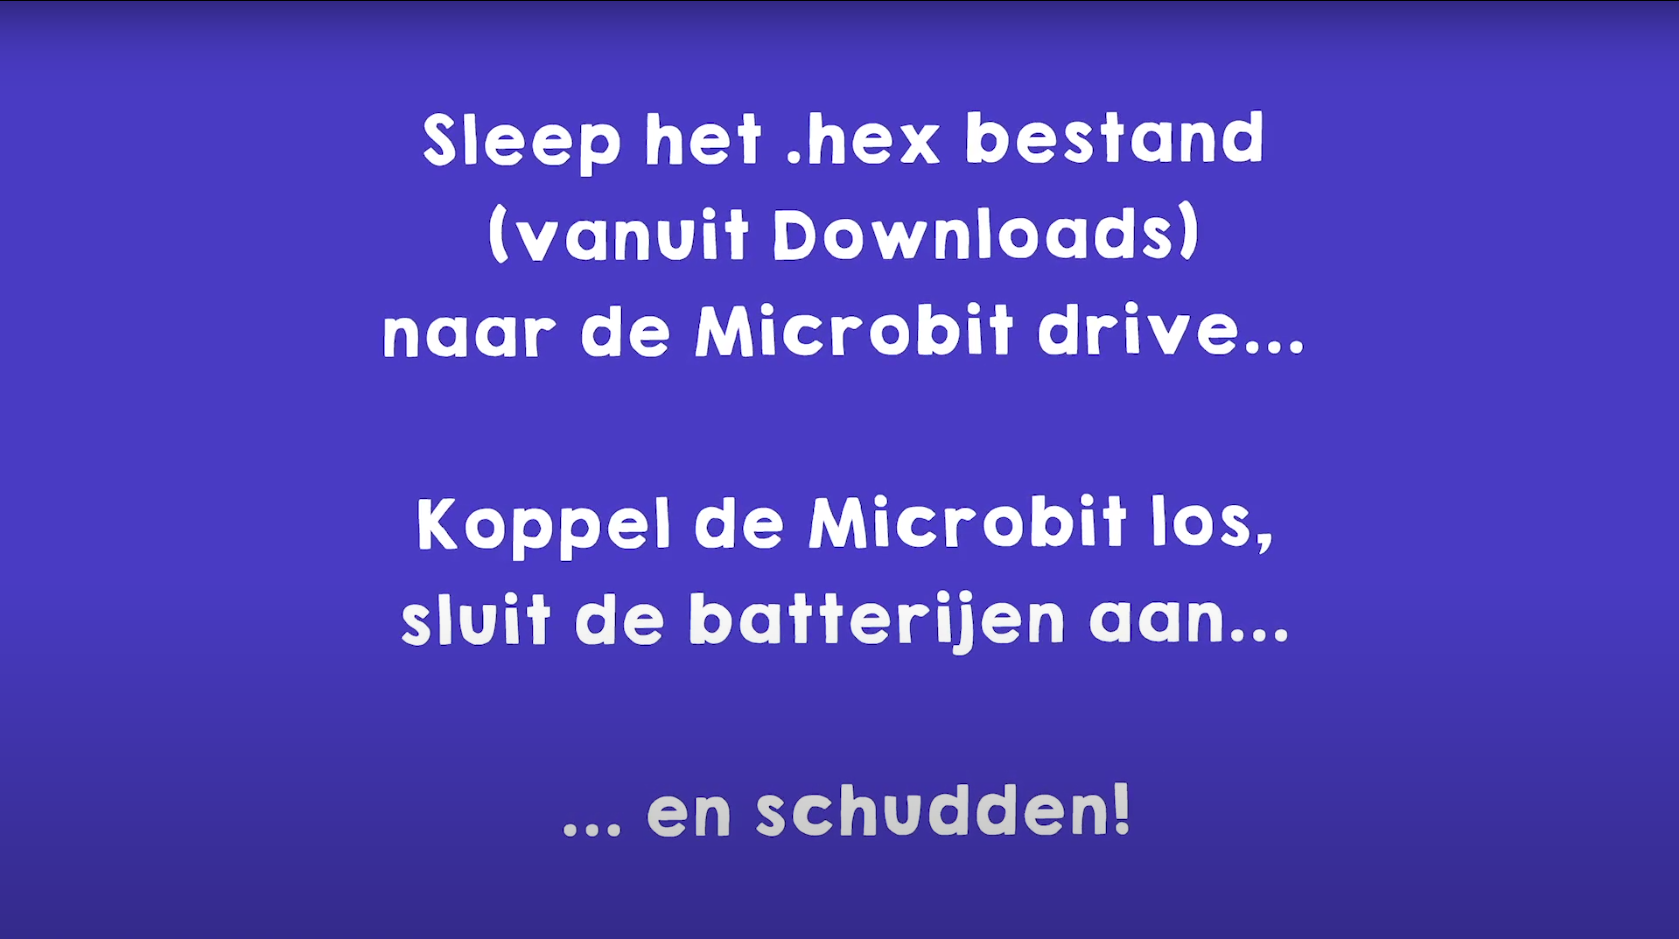 Sleep het .hex bestand
(vanuit Downloads)
naar de Microbit drive...
Koppel de Microbit los,
sluit de batterijen aan...
... en schudden!